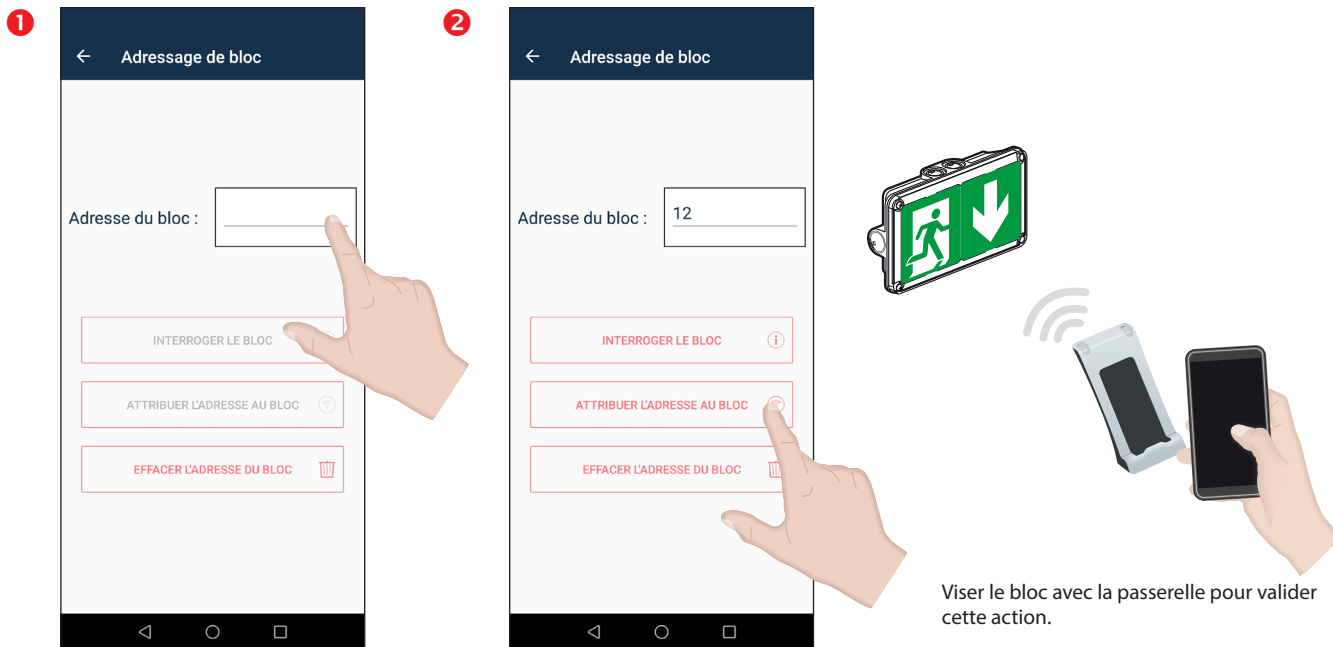 1
Adressage de bloc
Adresse du bloc :
INTERROGER LE BLOC
ATTRIBUER L'ADRESSE AU BLOC
EFFACER L'ADRESSE DU BLOC
2
Adressage de bloc
Adresse du bloc :
12
INTERROGER LE BLOC
ATTRIBUER L'ADRESSE AU BLOC
EFFACER L'ADRESSE DU BLOC
Viser le bloc avec la passerelle pour valider
cette action.